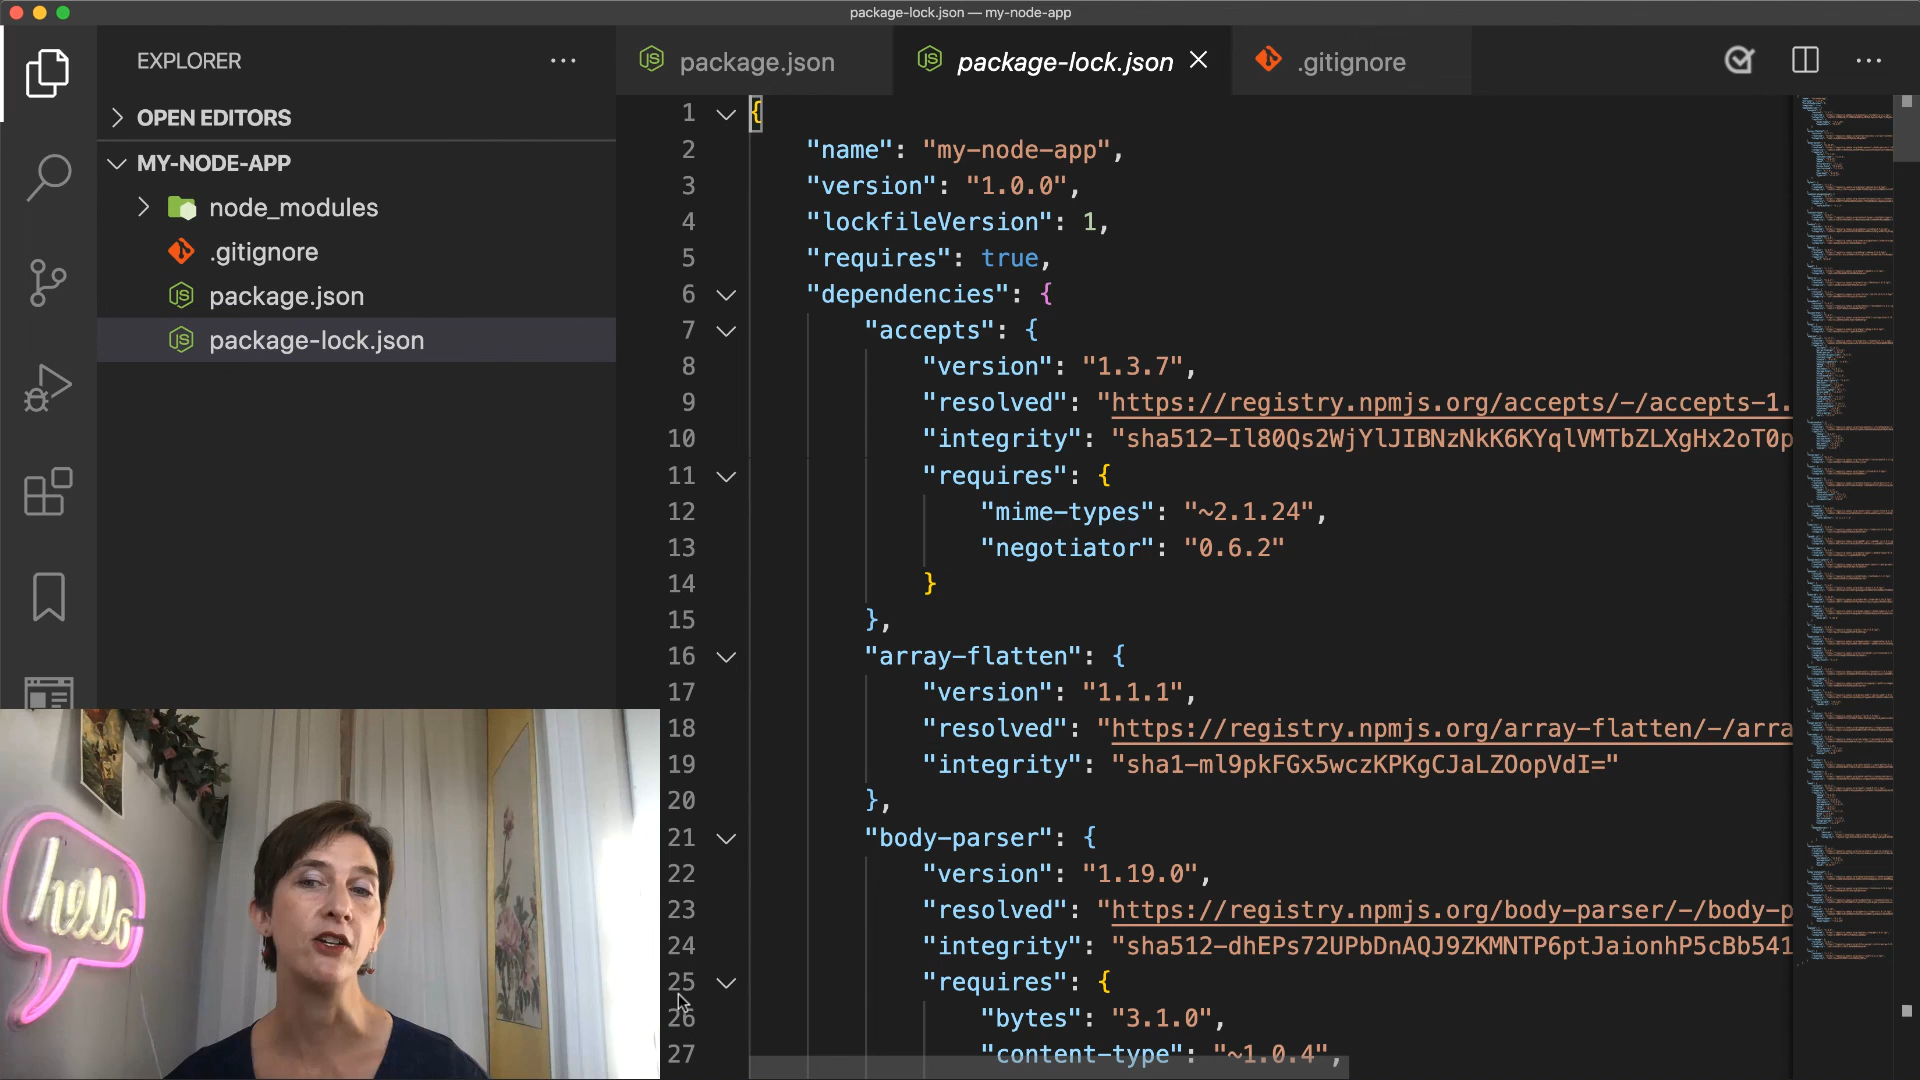 package-lock.json — my-node-app
EXPLORER
OPEN EDITORS
MY-NODE-APP
node_modules
.gitignore
package.json
package-lock.json
package.json
package-lock.json
.gitignore
1 {
2 "name": "my-node-app",
3 "version": "1.0.0",
4 "lockfileVersion": 1,
5 "requires": true,
6 "dependencies": {
7 "accepts": {
8 "version": "1.3.7",
9 "resolved": "https://registry.npmjs.org/accepts/-/accepts-1.
10 "integrity": "sha512-Il80Qs2WjYlJIBNzNkK6KYqlVMTbZLXgHx2oT0p
11 "requires": {
12 "mime-types": "~2.1.24",
13 "negotiator": "0.6.2"
14 }
15 },
16 "array-flatten": {
17 "version": "1.1.1",
18 "resolved": "https://registry.npmjs.org/array-flatten/-/arra
19 "integrity": "sha1-ml9pkFGx5wczKPKgCJaLZOopVdI="
20 },
21 "body-parser": {
22 "version": "1.19.0",
23 "resolved": "https://registry.npmjs.org/body-parser/-/body-p
24 "integrity": "sha512-dhEPs72UPbDnAQJ9ZKMNTP6ptJaionhP5cBb541
25 "requires": {
26 "bytes": "3.1.0",
27 "content-type": "~1.0.4",
hello